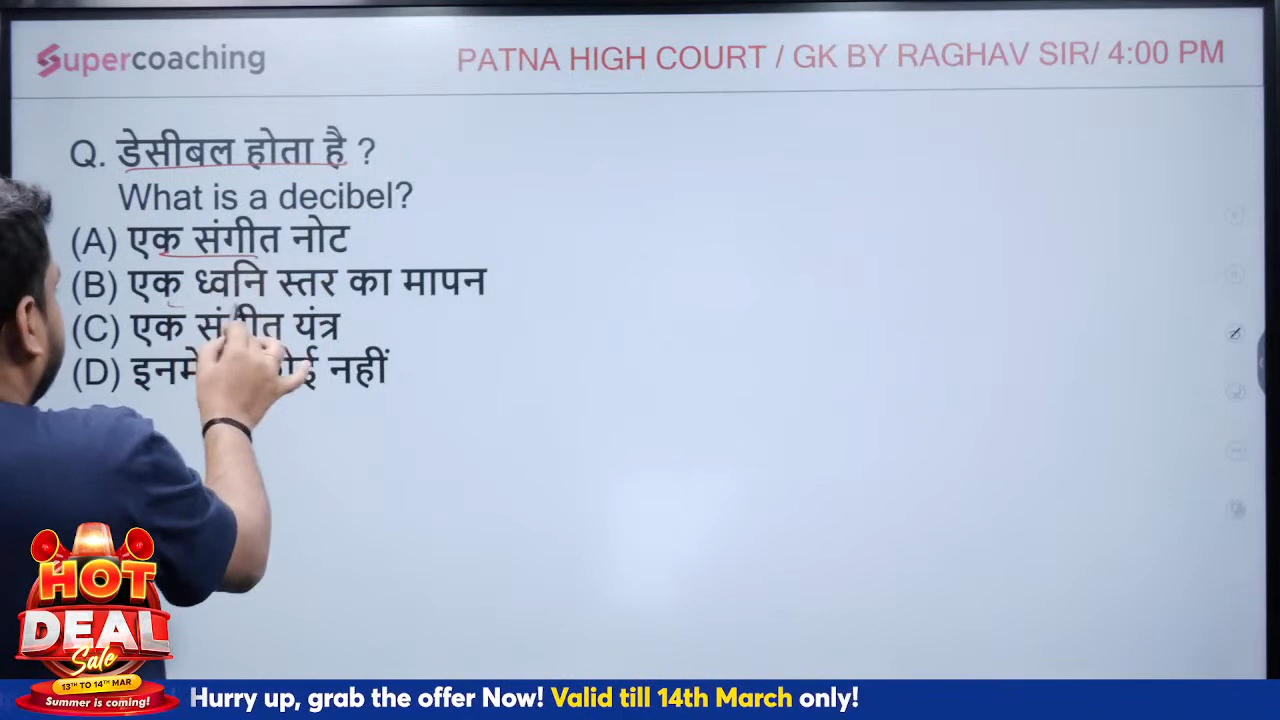 Supercoaching
PATNA HIGH COURT / GK BY RAGHAV SIR/ 4:00 PM
Q. डेसीबल होता है ?
What is a decibel?
(A) एक संगीत नोट
(B) एक ध्वनि स्तर का मापन
(C) एक संगीत यंत्र
(D) इनमें कोई नहीं
HOT
DEAL
Sale
13TH TO 14TH MAR
Summer is coming!
Hurry up, grab the offer Now! Valid till 14th March only!